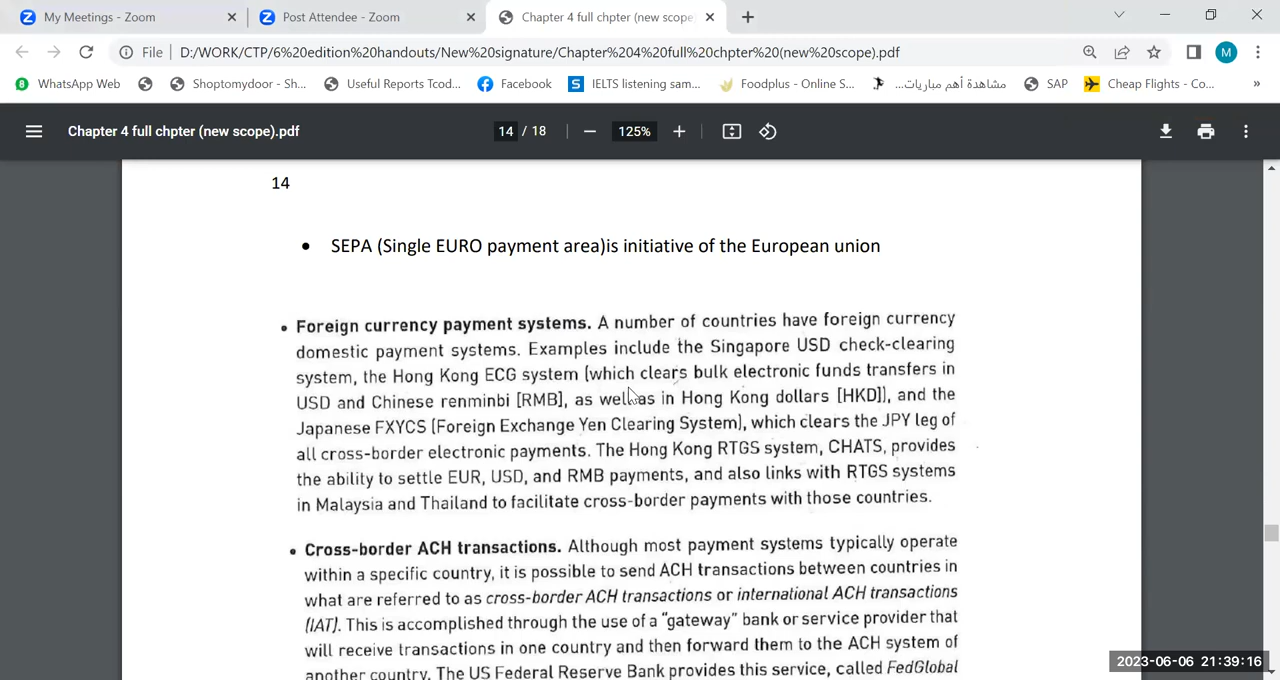 My Meetings - Zoom
Post Attendee - Zoom
Chapter 4 full chpter (new scope)
File
D:/WORK/CTP/6%20edition%20handouts/New%20signature/Chapter%204%20full%20chpter%20(new%20scope).pdf
M
WhatsApp Web
Shoptomydoor - Sh...
Useful Reports Tcod...
Facebook
IELTS listening sam...
Foodplus - Online S...
مشاهدة أهم مباريات...
SAP
Cheap Flights - Co...
»
Chapter 4 full chpter (new scope).pdf
14 / 18
125%
14
• SEPA (Single EURO payment area)is initiative of the European union
• Foreign currency payment systems. A number of countries have foreign currency
domestic payment systems. Examples include the Singapore USD check-clearing
system, the Hong Kong ECG system (which clears bulk electronic funds transfers in
USD and Chinese renminbi [RMB], as well as in Hong Kong dollars [HKD]), and the
Japanese FXYCS (Foreign Exchange Yen Clearing System), which clears the JPY leg of
all cross-border electronic payments. The Hong Kong RTGS system, CHATS, provides
the ability to settle EUR, USD, and RMB payments, and also links with RTGS systems
in Malaysia and Thailand to facilitate cross-border payments with those countries.
• Cross-border ACH transactions. Although most payment systems typically operate
within a specific country, it is possible to send ACH transactions between countries in
what are referred to as cross-border ACH transactions or international ACH transactions
(IAT). This is accomplished through the use of a "gateway" bank or service provider that
will receive transactions in one country and then forward them to the ACH system of
another country. The US Federal Reserve Bank provides this service, called FedGlobal
2023-06-06 21:39:16